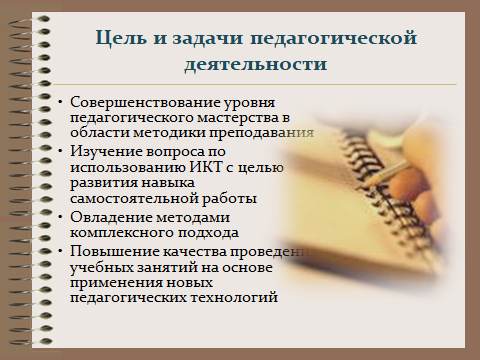 Цель и задачи педагогической
деятельности
• Совершенствование уровня
педагогического мастерства в
области методики преподавания
• Изучение вопроса по
использованию ИКТ с целью
развития навыка
самостоятельной работы
• Овладение методами
комплексного подхода
• Повышение качества проведения
учебных занятий на основе
применения новых
педагогических технологий